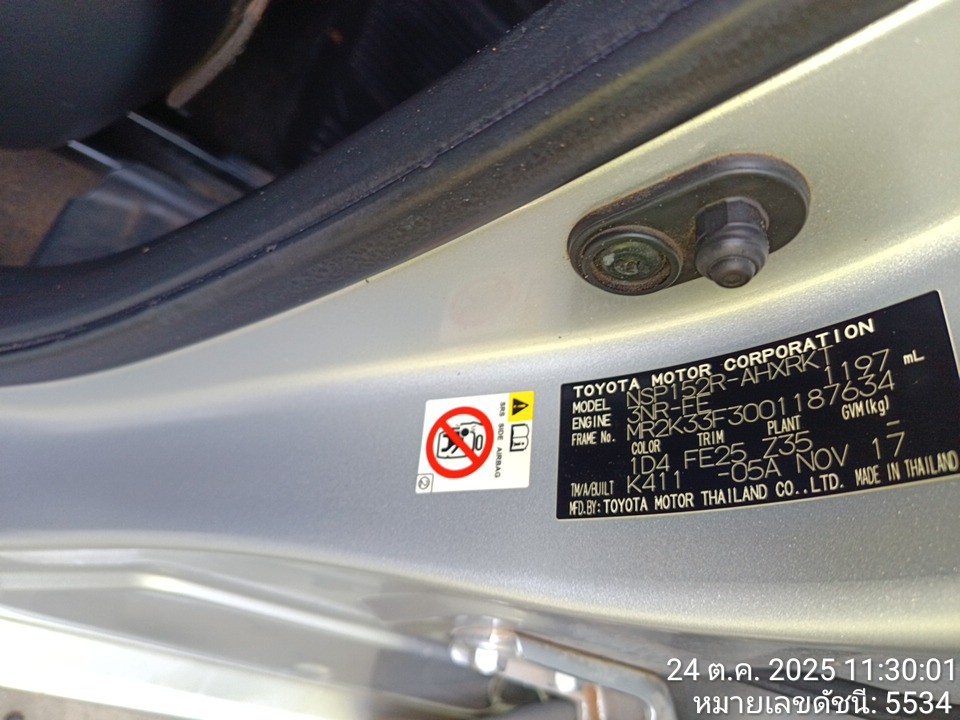 TOYOTA MOTOR CORPORATION
MODEL NSP152R-AHXRKT
ENGINE 3NR-FE 1197 mL
FRAME No. MR2K33F3001187634
COLOR TRIM PLANT GVM(kg)
1D4 FE25 Z35 -
TM/A/BUILT K411 -05A NOV 17
MFD.BY: TOYOTA MOTOR THAILAND CO.,LTD. MADE IN THAILAND
SRS SIDE AIRBAG
24 ต.ค. 2025 11:30:01
หมายเลขดัชนี: 5534